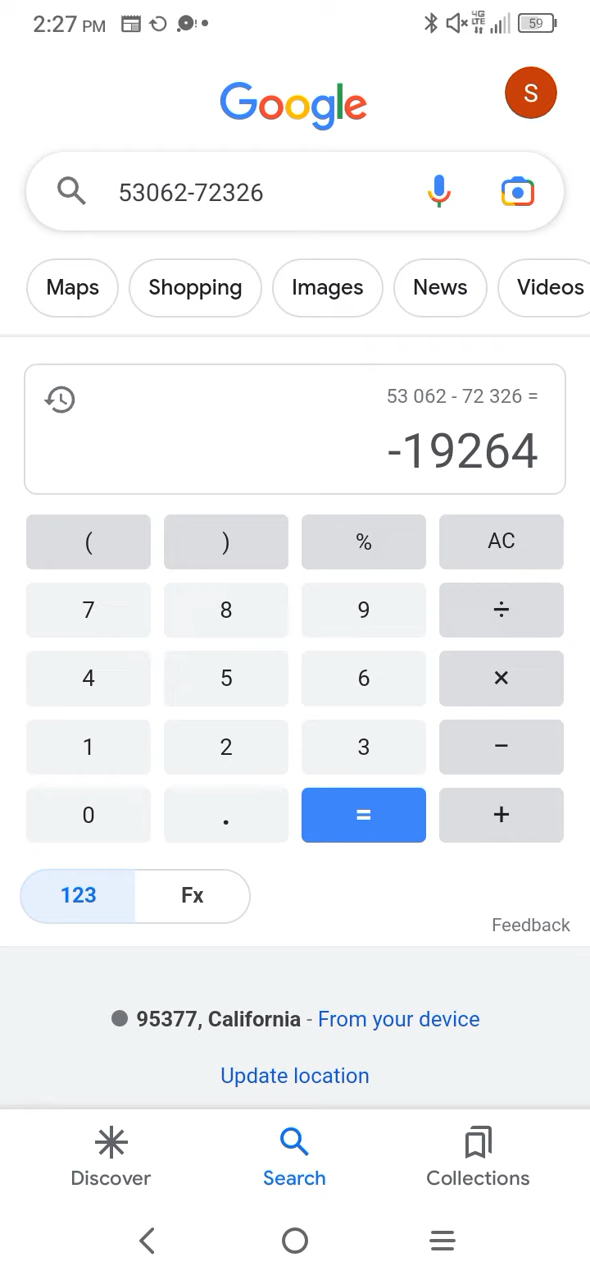 2:27 PM 4G LTE 59
Google S
53062-72326
Maps Shopping Images News Videos
53 062 - 72 326 =
-19264
( ) % AC
7 8 9 ÷
4 5 6 ×
1 2 3 −
0 . = +
123 Fx
Feedback
95377, California - From your device
Update location
Discover Search Collections